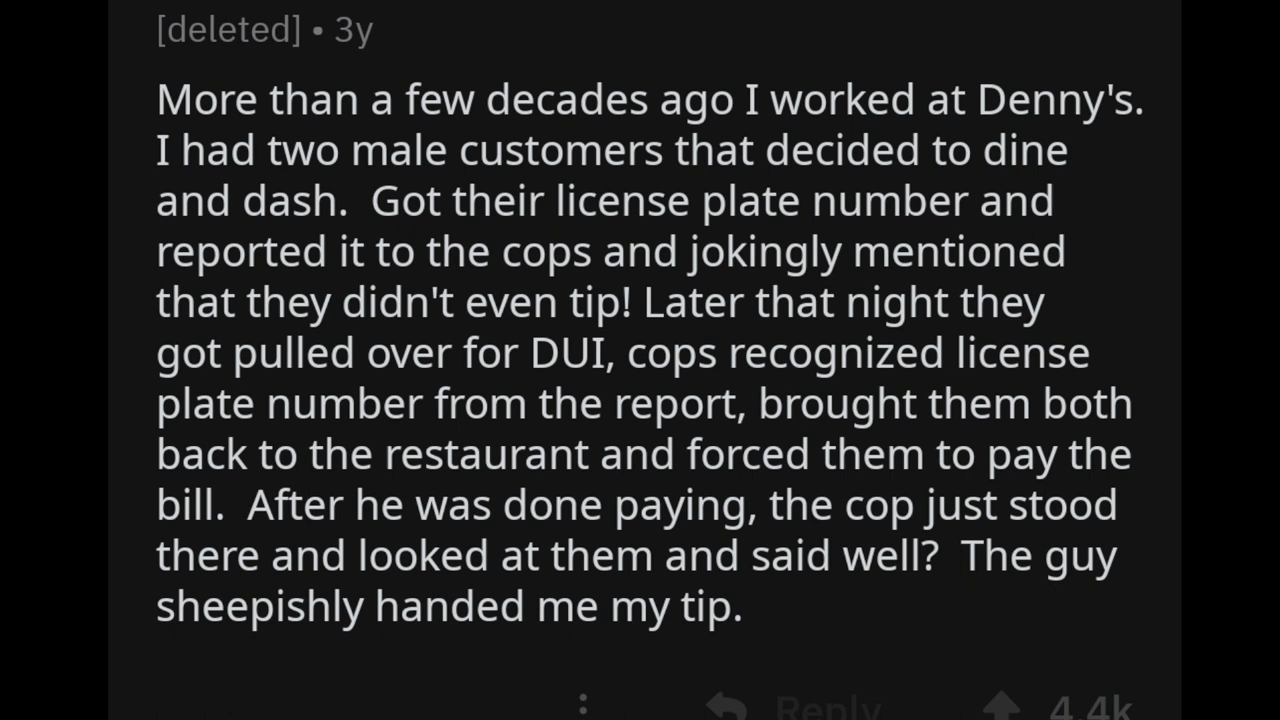 [deleted] • 3y
More than a few decades ago I worked at Denny's.
I had two male customers that decided to dine
and dash.  Got their license plate number and
reported it to the cops and jokingly mentioned
that they didn't even tip! Later that night they
got pulled over for DUI, cops recognized license
plate number from the report, brought them both
back to the restaurant and forced them to pay the
bill.  After he was done paying, the cop just stood
there and looked at them and said well?  The guy
sheepishly handed me my tip.
Reply 4.4k